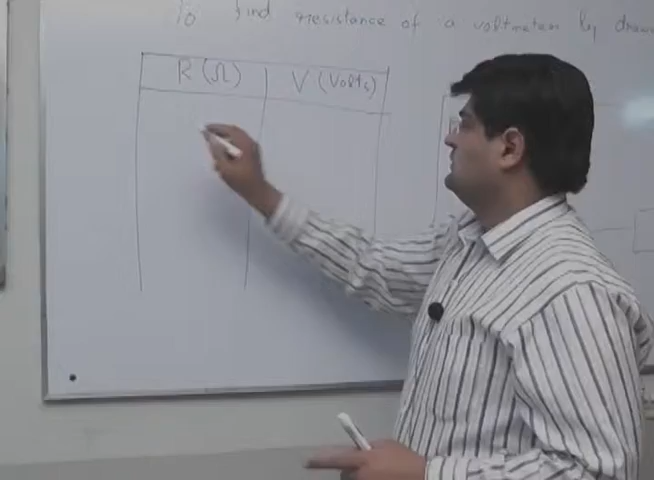 To find resistance of a voltmeter by draw
R (Ω) V (Volts)